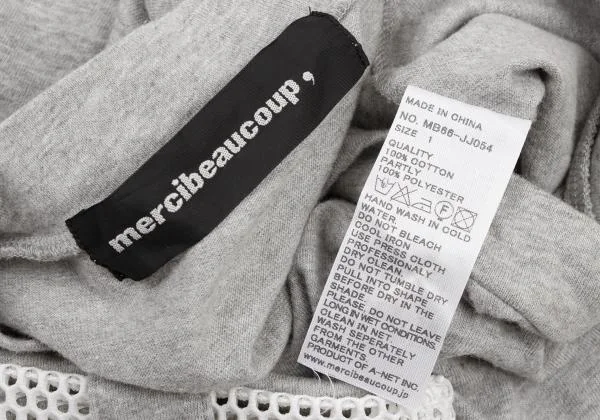 mercibeaucoup,
MADE IN CHINA
NO. MB66-JJ054
SIZE 1
QUALITY
100% COTTON
PARTLY
100% POLYESTER
F
HAND WASH IN COLD
WATER.
DO NOT BLEACH
COOL IRON
USE PRESS CLOTH
PROFESSIONALY
DRY CLEAN.
DO NOT TUMBLE DRY
PULL INTO SHAPE
BEFORE DRY IN THE
SHADE.
PLEASE, DO NOT LEAVE
LONG IN WET CONDITIONS.
CLEAN IN NET.
WASH SEPARATELY
FROM THE OTHER
GARMENTS.
PRODUCT OF A-NET INC.
www.mercibeaucoup.jp